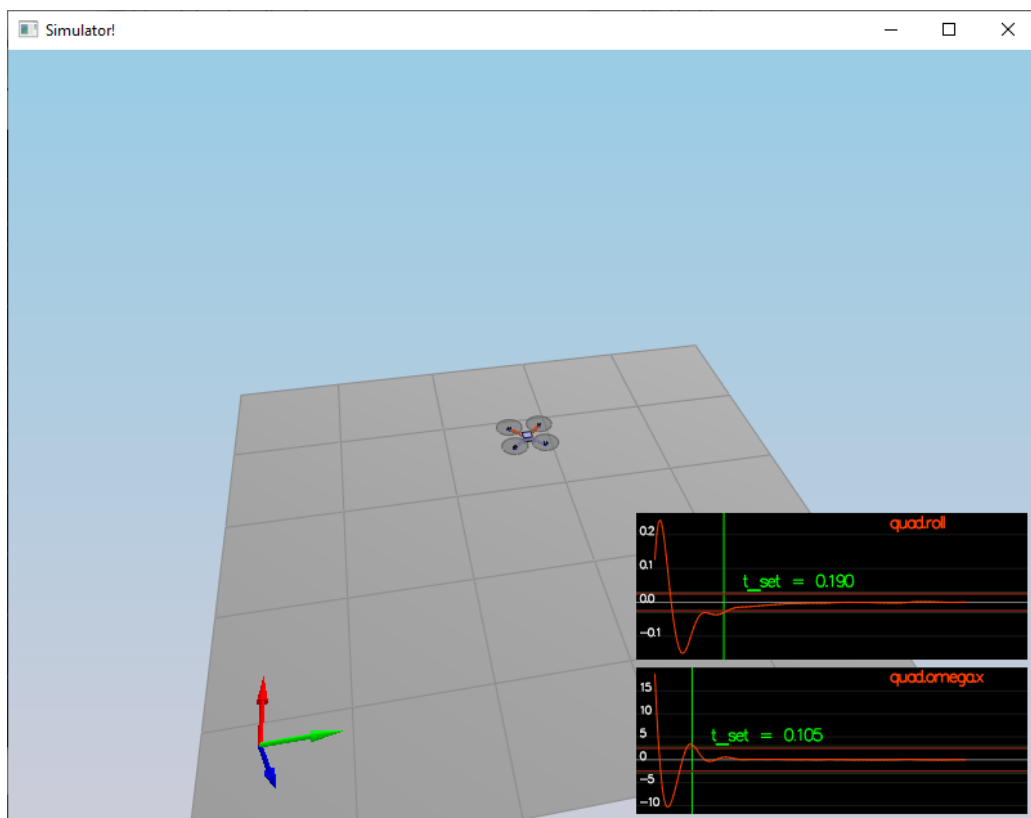 Simulator!
quad.roll
0.2
0.1
t_set = 0.190
0.0
-0.1
quad.omega.x
15
10
5
t_set = 0.105
0
-5
-10